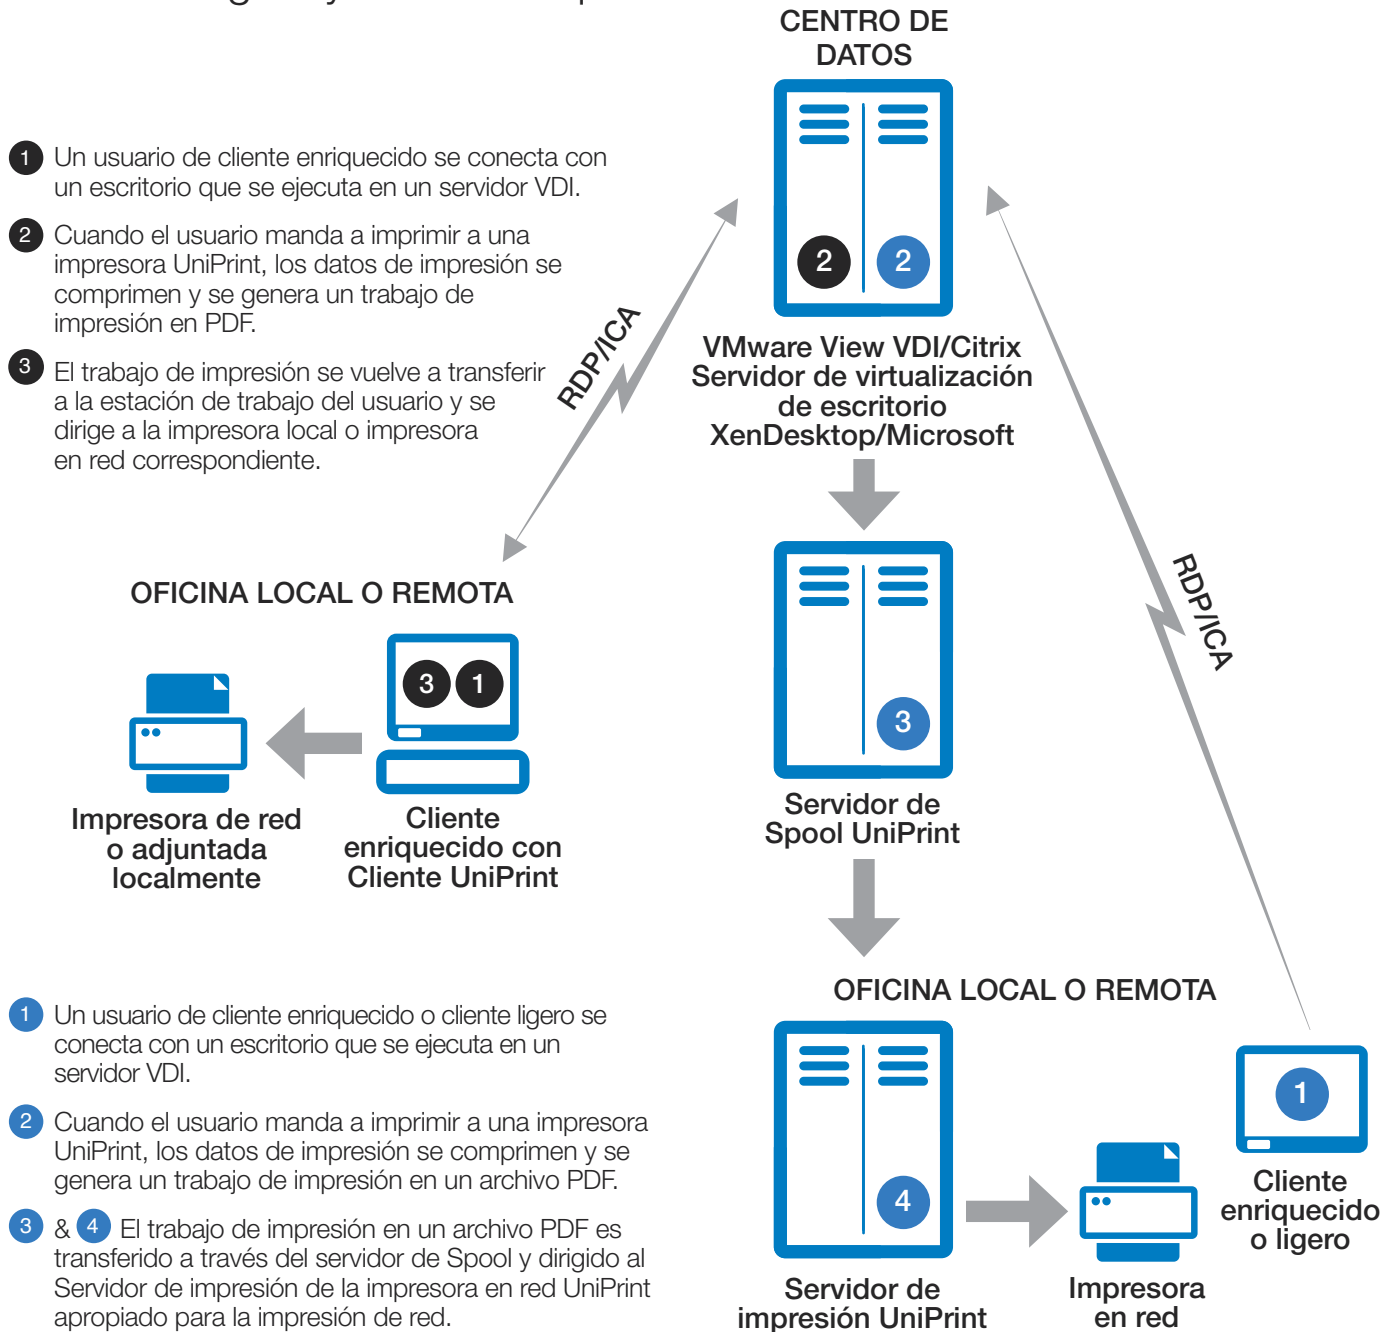 CENTRO DE
DATOS
1 Un usuario de cliente enriquecido se conecta con
un escritorio que se ejecuta en un servidor VDI.
2 Cuando el usuario manda a imprimir a una
impresora UniPrint, los datos de impresión se
comprimen y se genera un trabajo de
impresión en PDF.
3 El trabajo de impresión se vuelve a transferir
a la estación de trabajo del usuario y se
dirige a la impresora local o impresora
en red correspondiente.
2 2
RDP/ICA
VMware View VDI/Citrix
Servidor de virtualización
de escritorio
XenDesktop/Microsoft
RDP/ICA
OFICINA LOCAL O REMOTA
3 1
Impresora de red
o adjuntada
localmente
Cliente
enriquecido con
Cliente UniPrint
3
Servidor de
Spool UniPrint
OFICINA LOCAL O REMOTA
1 Un usuario de cliente enriquecido o cliente ligero se
conecta con un escritorio que se ejecuta en un
servidor VDI.
2 Cuando el usuario manda a imprimir a una impresora
UniPrint, los datos de impresión se comprimen y se
genera un trabajo de impresión en un archivo PDF.
3 & 4 El trabajo de impresión en un archivo PDF es
transferido a través del servidor de Spool y dirigido al
Servidor de impresión de la impresora en red UniPrint
apropiado para la impresión de red.
4
Servidor de
impresión UniPrint
Impresora
en red
1
Cliente
enriquecido
o ligero